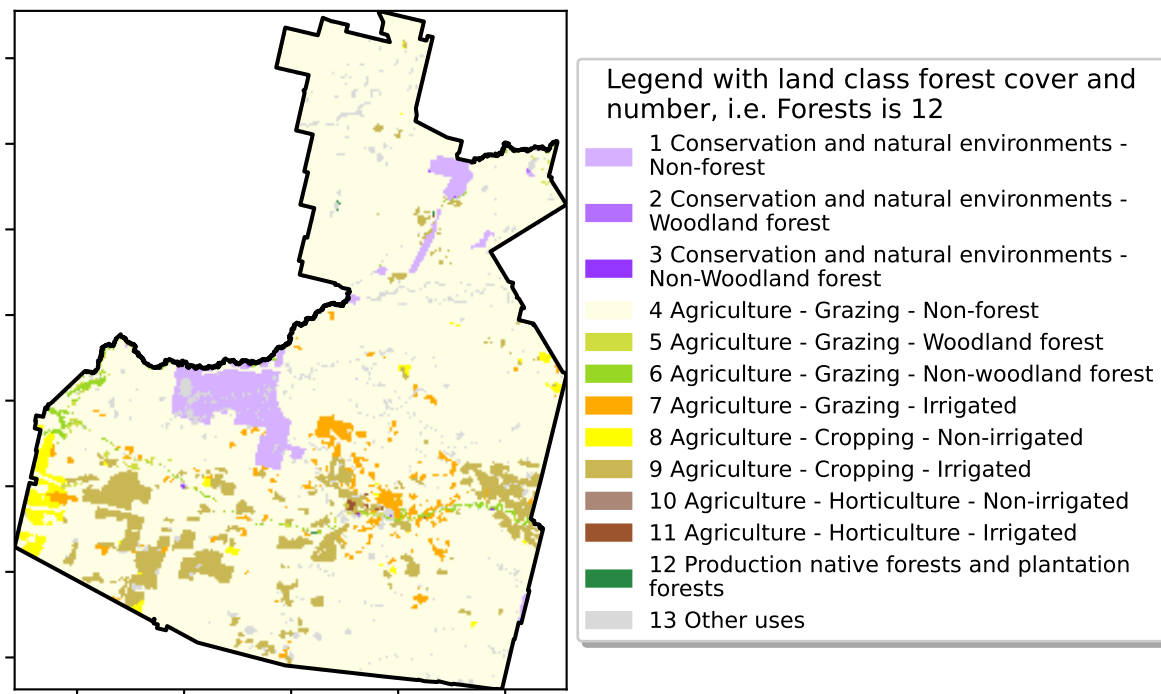 Legend with land class forest cover and
number, i.e. Forests is 12
1 Conservation and natural environments -
Non-forest
2 Conservation and natural environments -
Woodland forest
3 Conservation and natural environments -
Non-Woodland forest
4 Agriculture - Grazing - Non-forest
5 Agriculture - Grazing - Woodland forest
6 Agriculture - Grazing - Non-woodland forest
7 Agriculture - Grazing - Irrigated
8 Agriculture - Cropping - Non-irrigated
9 Agriculture - Cropping - Irrigated
10 Agriculture - Horticulture - Non-irrigated
11 Agriculture - Horticulture - Irrigated
12 Production native forests and plantation
forests
13 Other uses